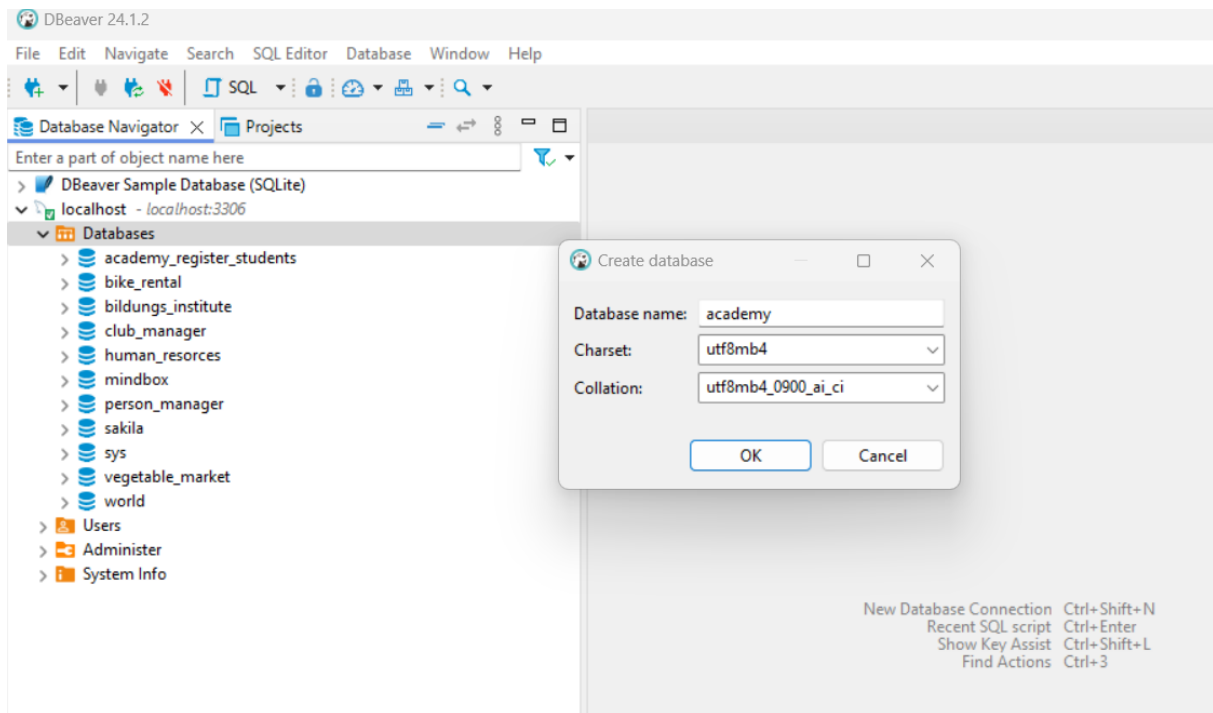 DBeaver 24.1.2
File Edit Navigate Search SQL Editor Database Window Help
SQL
Database Navigator Projects
Enter a part of object name here
DBeaver Sample Database (SQLite)
localhost - localhost:3306
Databases
academy_register_students
bike_rental
bildungs_institute
club_manager
human_resorces
mindbox
person_manager
sakila
sys
vegetable_market
world
Users
Administer
System Info
Create database
Database name: academy
Charset: utf8mb4
Collation: utf8mb4_0900_ai_ci
OK Cancel
New Database Connection Ctrl+Shift+N
Recent SQL script Ctrl+Enter
Show Key Assist Ctrl+Shift+L
Find Actions Ctrl+3